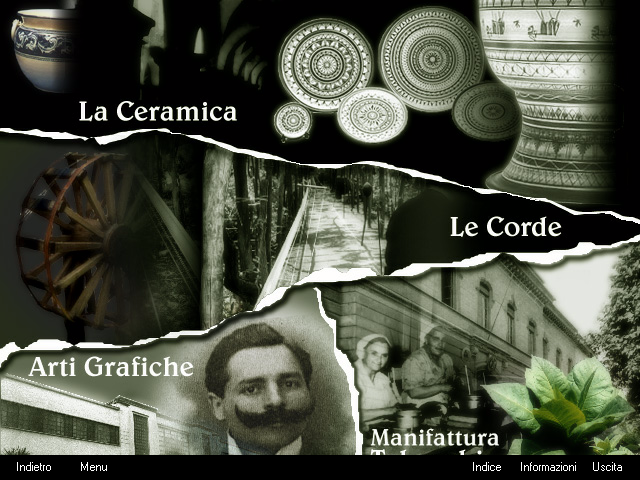 La Ceramica
Le Corde
Arti Grafiche
Manifattura
Indietro Menu Indice Informazioni Uscita